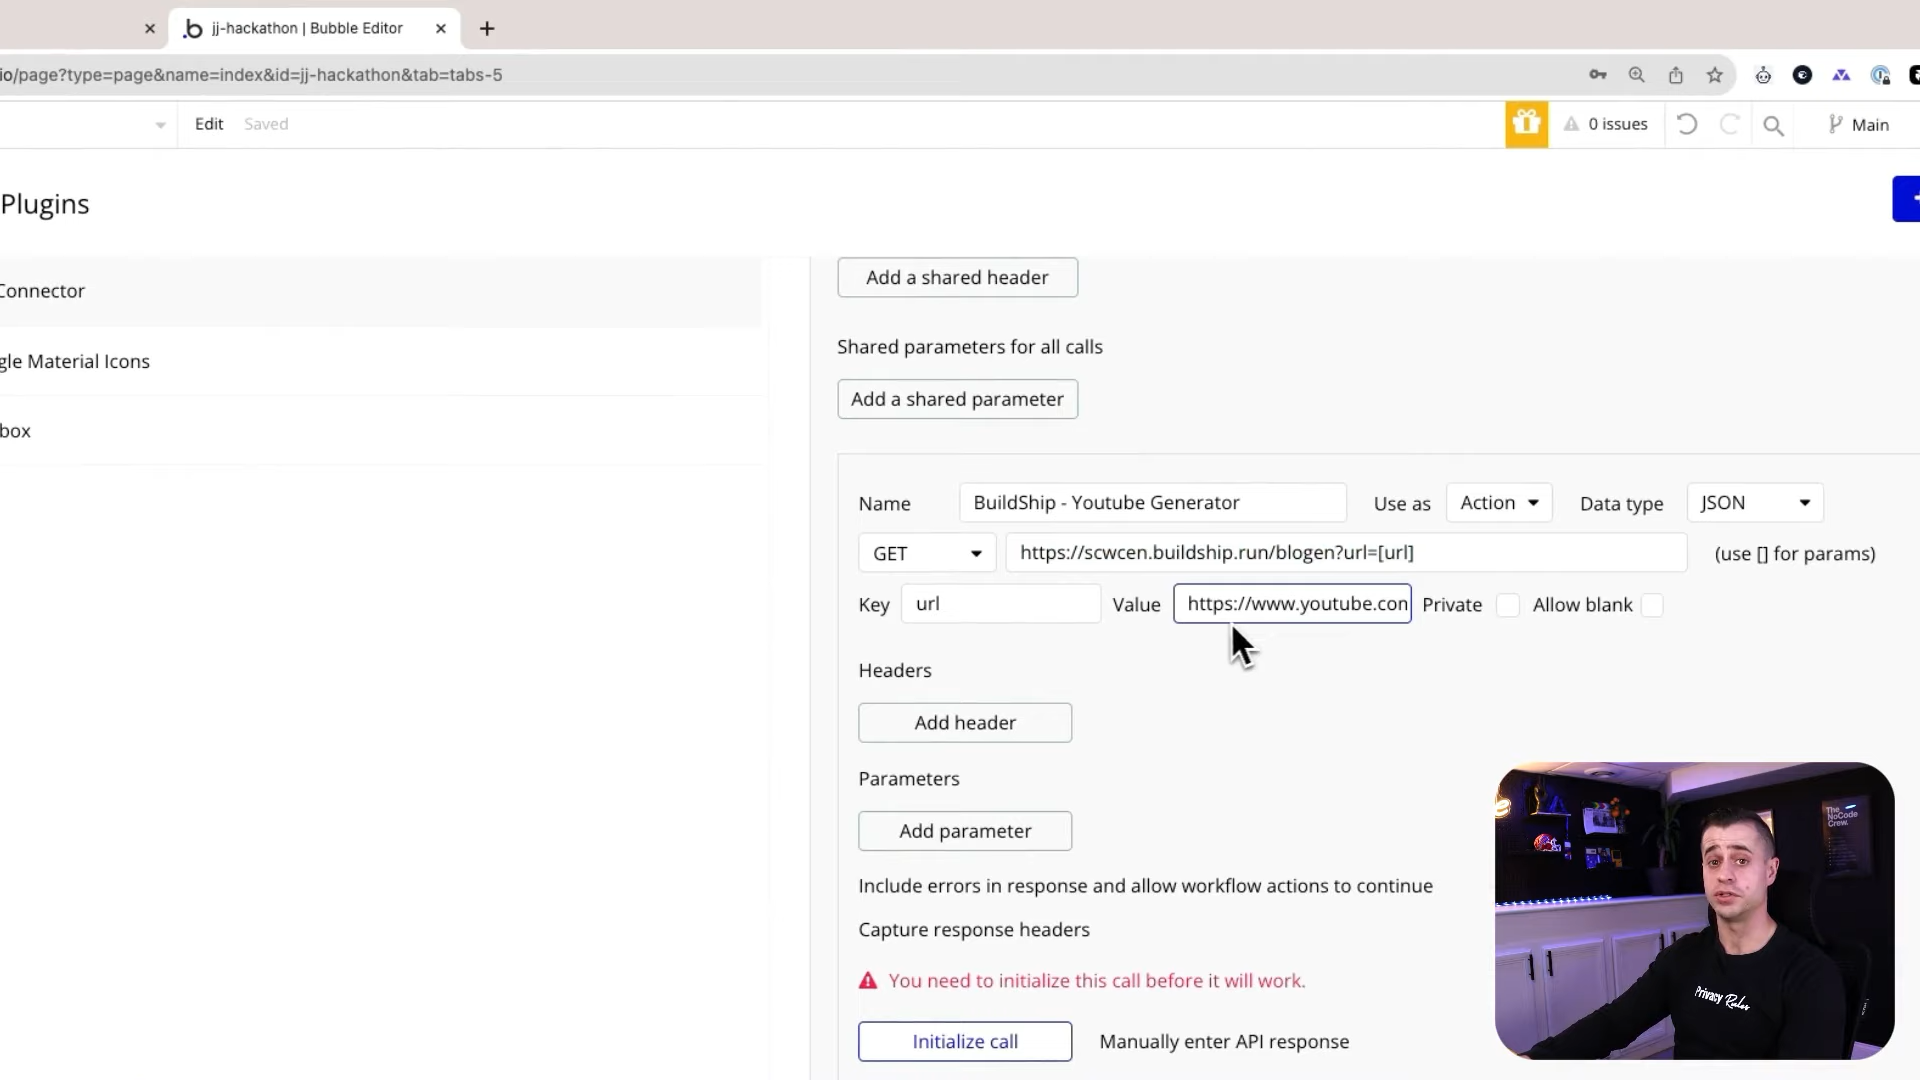 jj-hackathon | Bubble Editor
io/page?type=page&name=index&id=jj-hackathon&tab=tabs-5
Edit Saved 0 issues Main
Plugins
Connector
gle Material Icons
box
Add a shared header
Shared parameters for all calls
Add a shared parameter
Name BuildShip - Youtube Generator Use as Action Data type JSON
GET https://scwcen.buildship.run/blogen?url=[url] (use [] for params)
Key url Value https://www.youtube.con Private Allow blank
Headers
Add header
Parameters
Add parameter
Include errors in response and allow workflow actions to continue
Capture response headers
You need to initialize this call before it will work.
Initialize call Manually enter API response
The
NoCode
Crew.
Privacy Rules